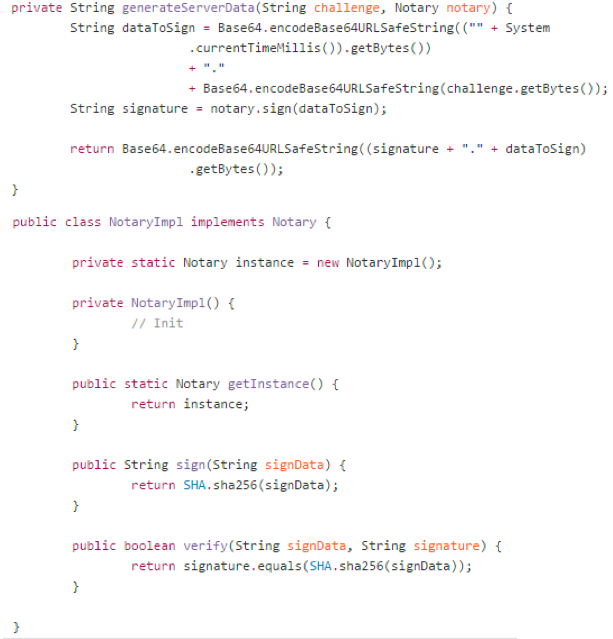 private String generateServerData(String challenge, Notary notary) {
String dataToSign = Base64.encodeBase64URLSafeString(("" + System
.currentTimeMillis()).getBytes())
+ "."
+ Base64.encodeBase64URLSafeString(challenge.getBytes());
String signature = notary.sign(dataToSign);
return Base64.encodeBase64URLSafeString((signature + "." + dataToSign)
.getBytes());
}
public class NotaryImpl implements Notary {
private static Notary instance = new NotaryImpl();
private NotaryImpl() {
// Init
}
public static Notary getInstance() {
return instance;
}
public String sign(String signData) {
return SHA.sha256(signData);
}
public boolean verify(String signData, String signature) {
return signature.equals(SHA.sha256(signData));
}
}